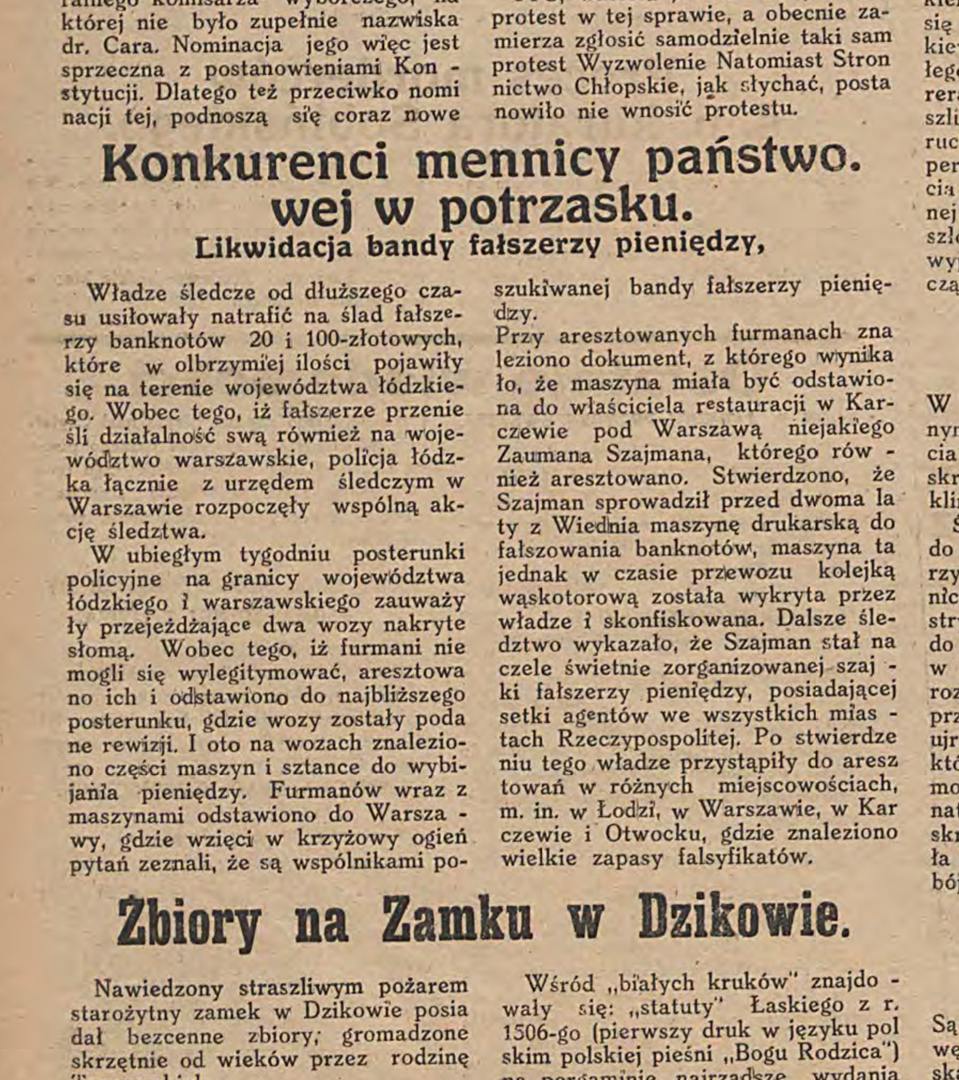 której nie było zupełnie nazwiska
dr. Cara. Nominacja jego więc jest
sprzeczna z postanowieniami Kon -
stytucji. Dlatego też przeciwko nomi
nacji tej, podnoszą się coraz nowe
protest w tej sprawie, a obecnie za-
mierza zgłosić samodzielnie taki sam
protest Wyzwolenie Natomiast Stron
nictwo Chłopskie, jak słychać, posta
nowiło nie wnosić protestu.
Konkurenci mennicy państwo.
wej w potrzasku.
Likwidacja bandy fałszerzy pieniędzy,
Władze śledcze od dłuższego cza-
su usiłowały natrafić na ślad fałsze-
rzy banknotów 20 i 100-złotowych,
które w olbrzymiej ilości pojawiły
się na terenie województwa łódzkie-
go. Wobec tego, iż fałszerze przenie
śli działalność swą również na woje-
wództwo warszawskie, policja łódz-
ka łącznie z urzędem śledczym w
Warszawie rozpoczęły wspólną ak-
cję śledztwa.
W ubiegłym tygodniu posterunki
policyjne na granicy województwa
łódzkiego i warszawskiego zauważy
ły przejeżdżające dwa wozy nakryte
słomą. Wobec tego, iż furmani nie
mogli się wylegitymować, aresztowa
no ich i odstawiono do najbliższego
posterunku, gdzie wozy zostały poda
ne rewizji. I oto na wozach znalezio-
no części maszyn i sztance do wybi-
jania pieniędzy. Furmanów wraz z
maszynami odstawiono do Warsza -
wy, gdzie wzięci w krzyżowy ogień
pytań zeznali, że są wspólnikami po-
szukiwanej bandy fałszerzy pienię-
dzy.
Przy aresztowanych furmanach zna
leziono dokument, z którego wynika
ło, że maszyna miała być odstawio-
na do właściciela restauracji w Kar-
czewie pod Warszawą niejakiego
Zaumana Szajmana, którego rów -
nież aresztowano. Stwierdzono, że
Szajman sprowadził przed dwoma la
ty z Wiednia maszynę drukarską do
fałszowania banknotów, maszyna ta
jednak w czasie przewozu kolejką
wąskotorową została wykryta przez
władze i skonfiskowana. Dalsze śle-
dztwo wykazało, że Szajman stał na
czele świetnie zorganizowanej szaj -
ki fałszerzy pieniędzy, posiadającej
setki agentów we wszystkich mias -
tach Rzeczypospolitej. Po stwierdze
niu tego władze przystąpiły do aresz
towań w różnych miejscowościach,
m. in. w Łodzi, w Warszawie, w Kar
czewie i Otwocku, gdzie znaleziono
wielkie zapasy falsyfikatów.
Zbiory na Zamku w Dzikowie.
Nawiedzony straszliwym pożarem
starożytny zamek w Dzikowie posia
dał bezcenne zbiory; gromadzone
skrzętnie od wieków przez rodzinę
Wśród „białych kruków" znajdo -
wały się: „statuty" Łaskiego z r.
1506-go (pierwszy druk w języku pol
skim polskiej pieśni „Bogu Rodzica")